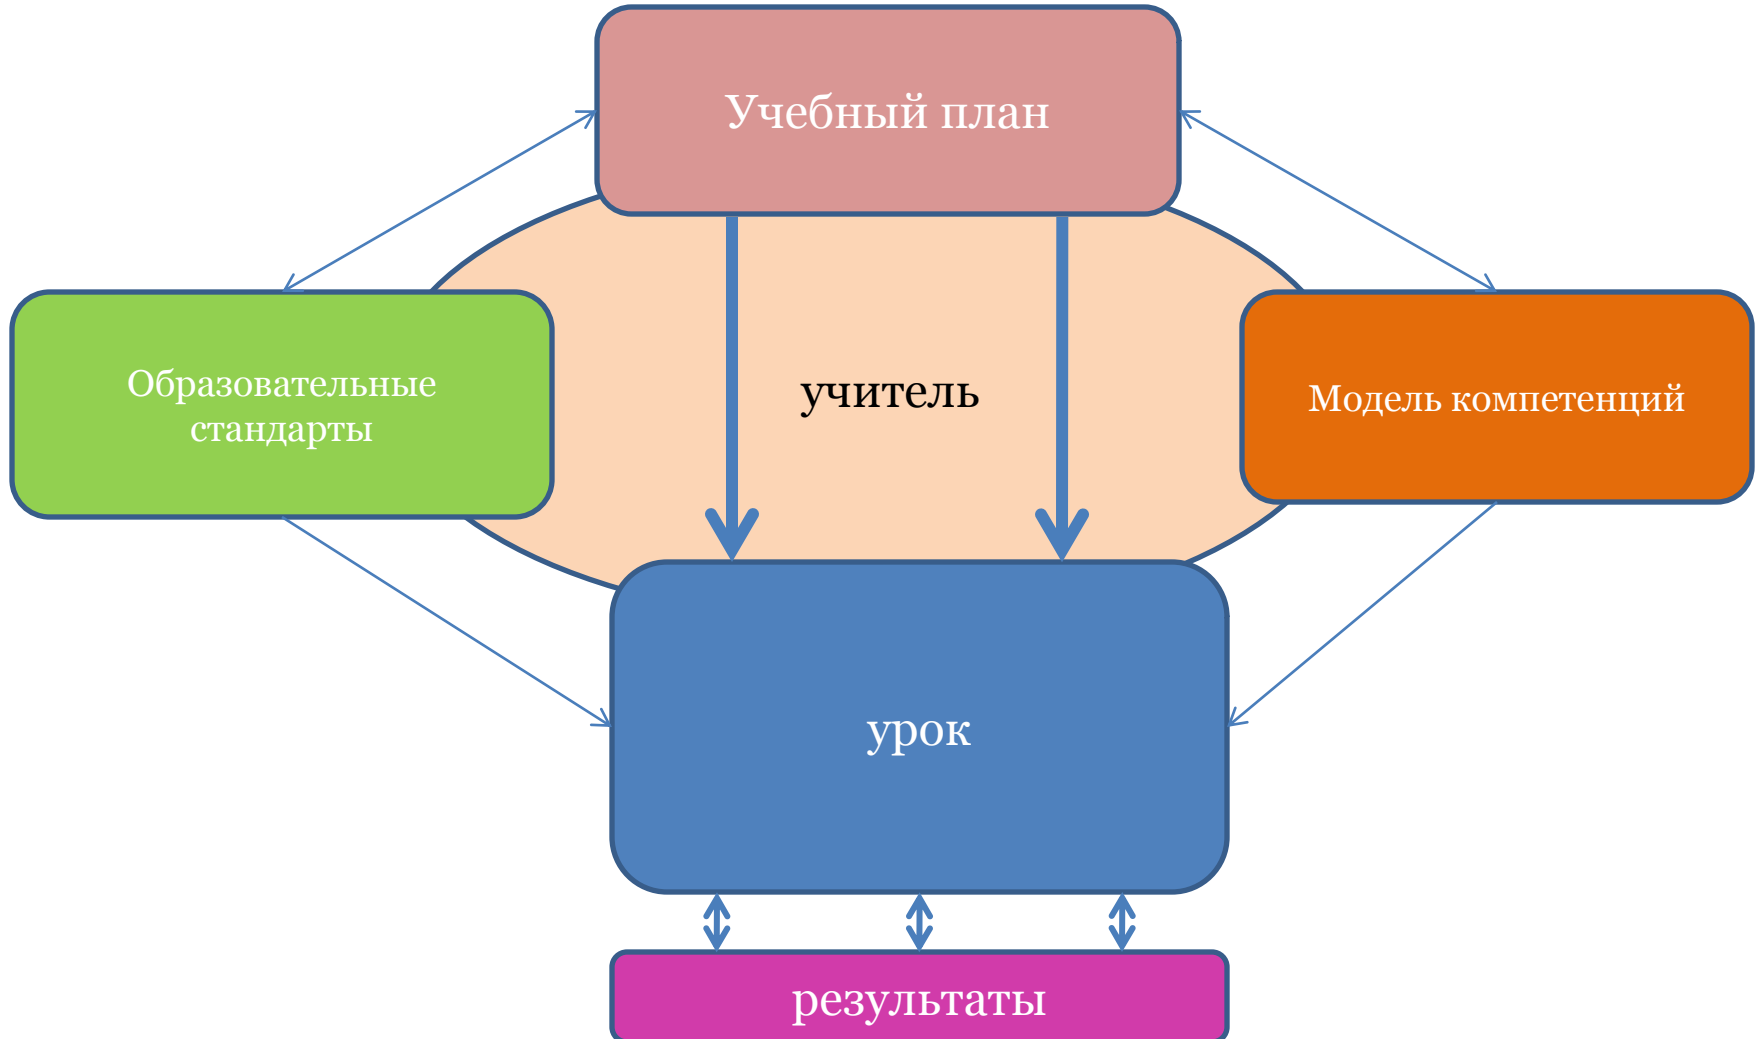 Учебный план
Образовательные
стандарты
учитель
Модель компетенций
урок
результаты